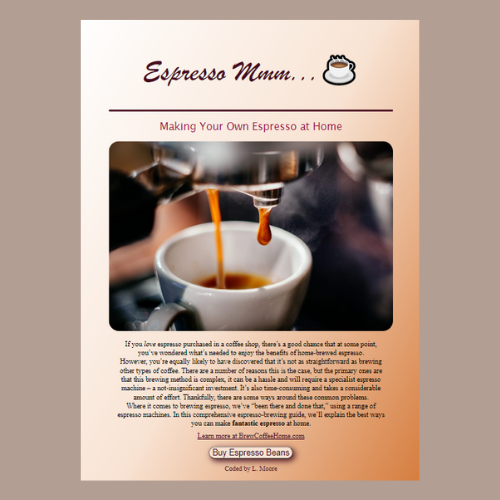 Espresso Mmm...
Making Your Own Espresso at Home
If you love espresso purchased in a coffee shop, there's a good chance that at some point,
you've wondered what's needed to enjoy the benefits of home-brewed espresso.
However, you're equally likely to have discovered that it's not as straightforward as brewing
other types of coffee. There are a number of reasons this is the case, but the primary ones are
that this brewing method is complex, it can be a hassle and will require a specialist espresso
machine – a not-insignificant investment. It's also time-consuming and takes a considerable
amount of effort. Thankfully, there are some ways around these common problems.
Where it comes to brewing espresso, we've "been there and done that," using a range of
espresso machines. In this comprehensive espresso-brewing guide, we'll explain the best ways
you can make fantastic espresso at home.
Learn more at BrewCoffeeHome.com
Buy Espresso Beans
Coded by L. Moore